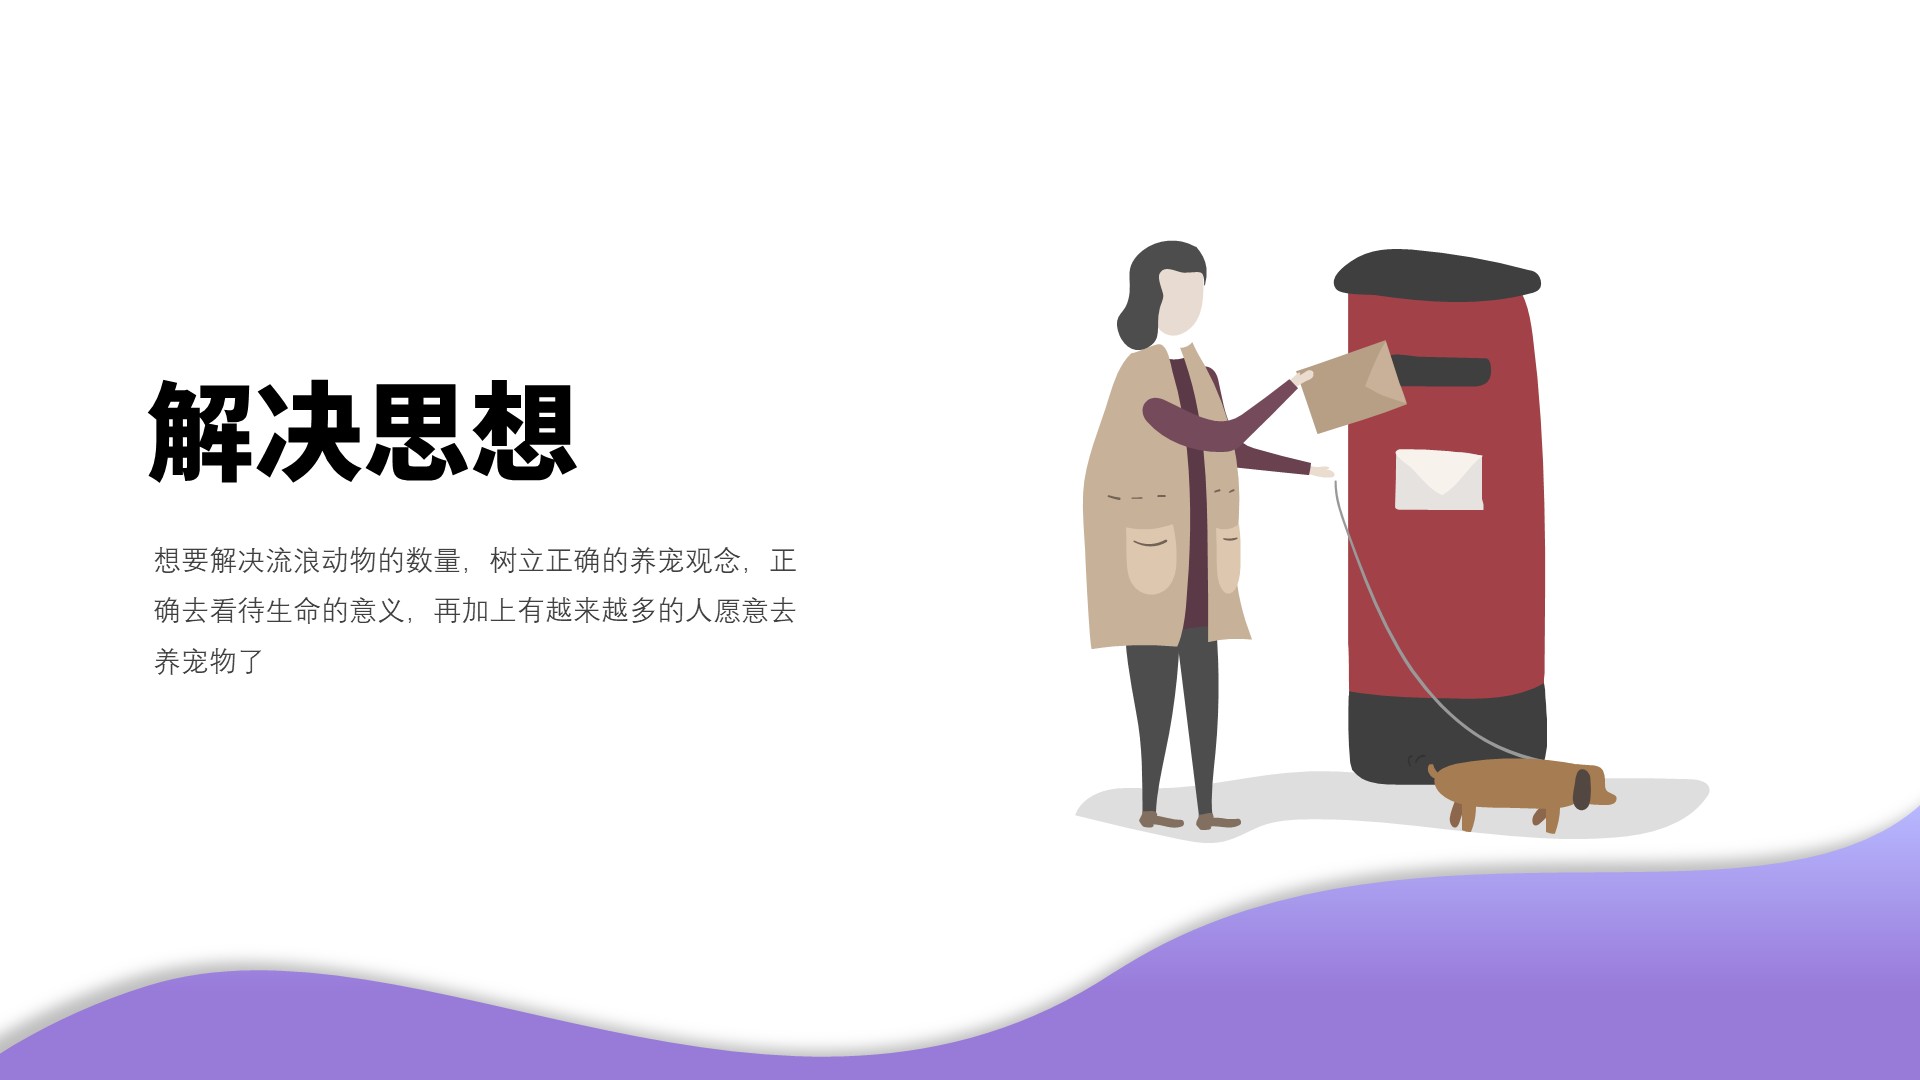 解决思想
想要解决流浪动物的数量，树立正确的养宠观念，正
确去看待生命的意义，再加上有越来越多的人愿意去
养宠物了